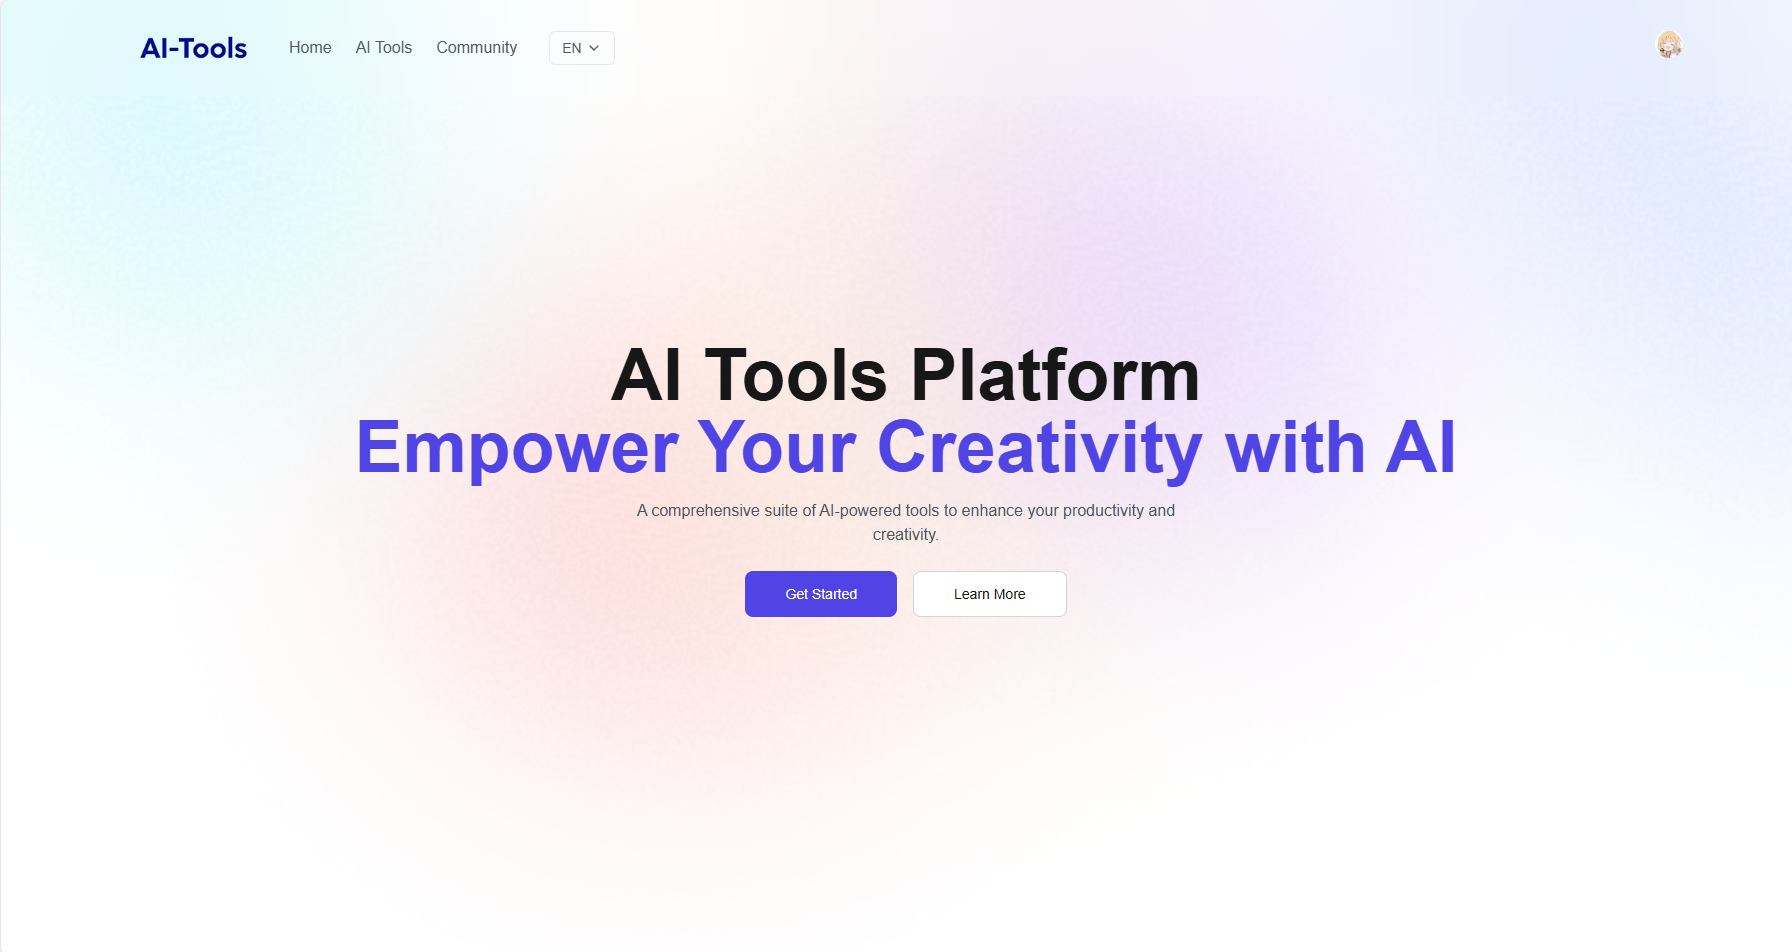 AI-Tools Home AI Tools Community EN
AI Tools Platform
Empower Your Creativity with AI
A comprehensive suite of AI-powered tools to enhance your productivity and
creativity.
Get Started Learn More